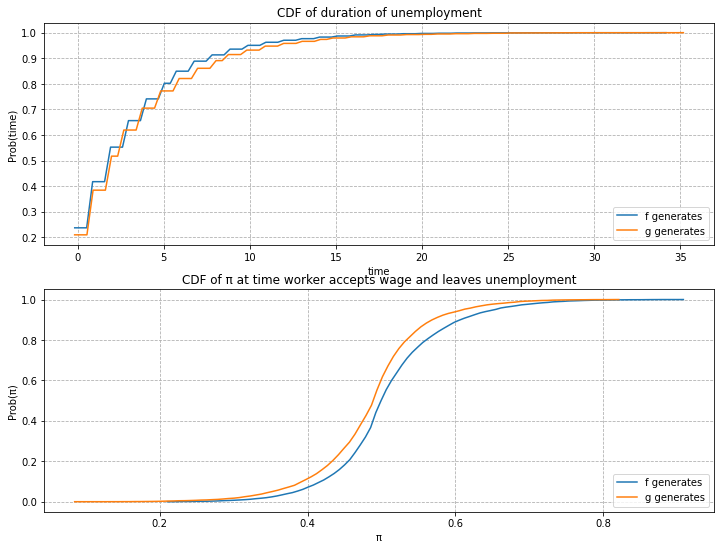 CDF of duration of unemployment
1.0
0.9
0.8
0.7
0.6
0.5
0.4
0.3
0.2
Prob(time)
f generates
g generates
0 5 10 15 20 25 30 35
time
CDF of π at time worker accepts wage and leaves unemployment
1.0
0.8
0.6
0.4
0.2
0.0
Prob(π)
f generates
g generates
0.2 0.4 0.6 0.8
π